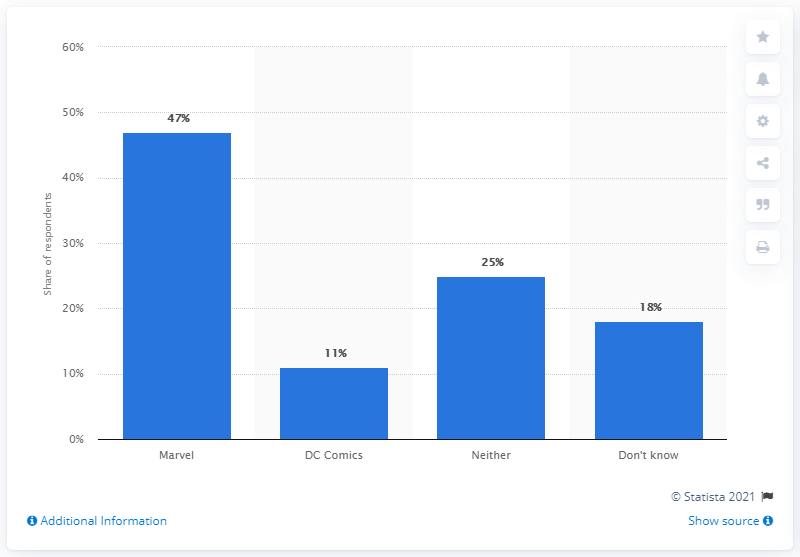 60%
50%
40%
30%
20%
10%
0%
Share of respondents
47%
11%
25%
18%
Marvel
DC Comics
Neither
Don't know
© Statista 2021
Additional Information
Show source